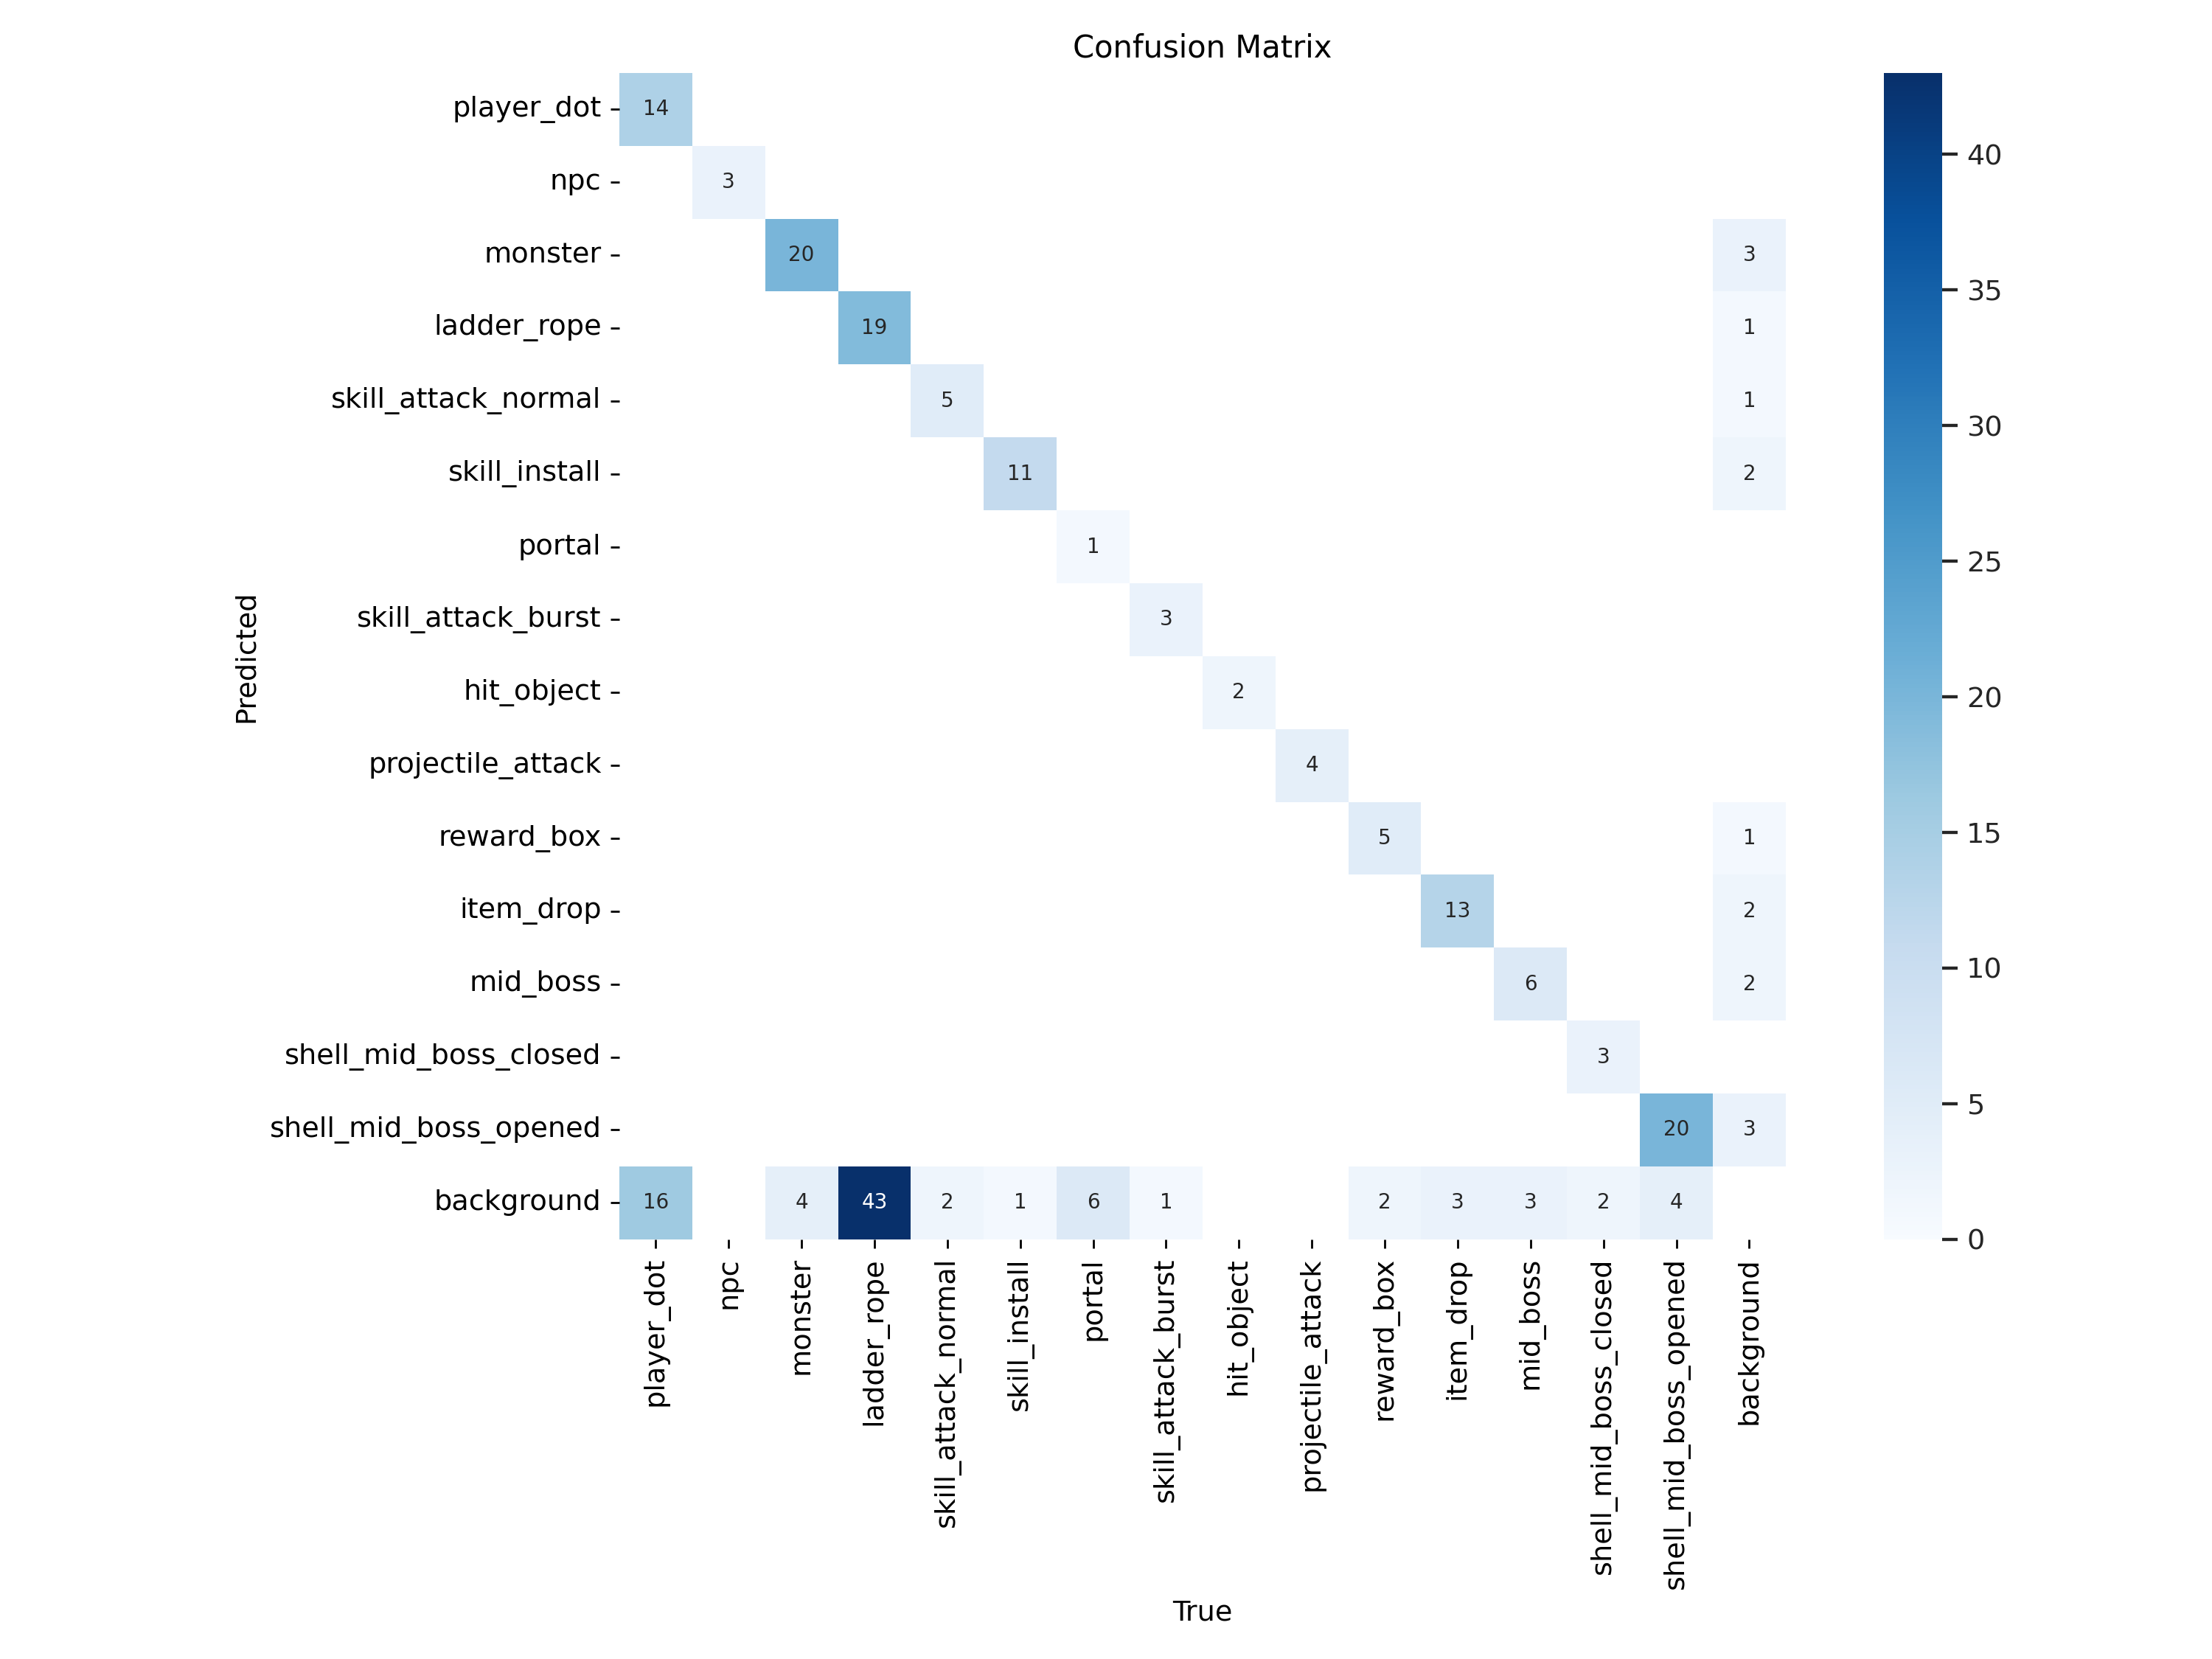 Confusion Matrix
player_dot 14
npc 3
monster 20 3
ladder_rope 19 1
skill_attack_normal 5 1
skill_install 11 2
portal 1
skill_attack_burst 3
hit_object 2
projectile_attack 4
reward_box 5 1
item_drop 13 2
mid_boss 6 2
shell_mid_boss_closed 3
shell_mid_boss_opened 20 3
background 16 4 43 2 1 6 1 2 3 3 2 4
Predicted
player_dot
npc
monster
ladder_rope
skill_attack_normal
skill_install
portal
skill_attack_burst
hit_object
projectile_attack
reward_box
item_drop
mid_boss
shell_mid_boss_closed
shell_mid_boss_opened
background
True
40
35
30
25
20
15
10
5
0